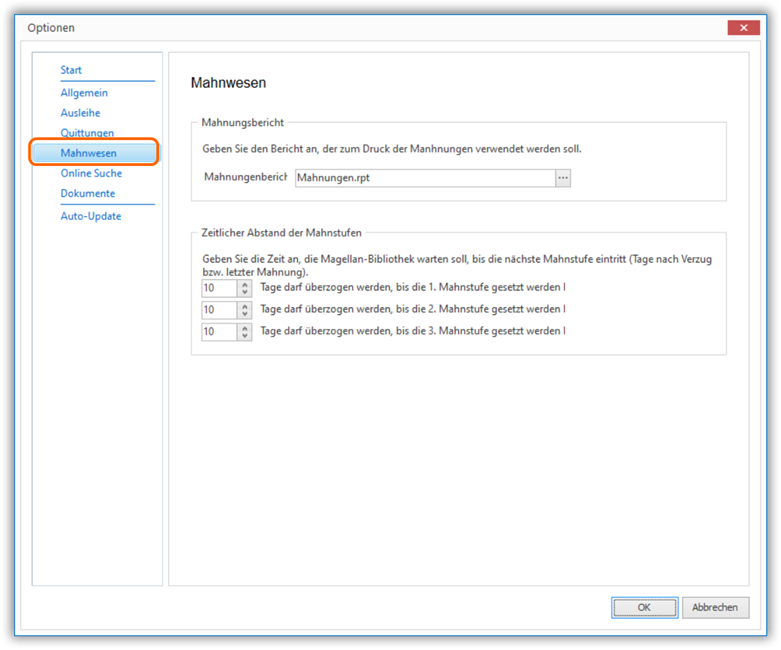 Optionen
Start
Allgemein
Ausleihe
Quittungen
Mahnwesen
Online Suche
Dokumente
Auto-Update
Mahnwesen
Mahnungsbericht
Geben Sie den Bericht an, der zum Druck der Manhnungen verwendet werden soll.
Mahnungenbericht Mahnungen.rpt ...
Zeitlicher Abstand der Mahnstufen
Geben Sie die Zeit an, die Magellan-Bibliothek warten soll, bis die nächste Mahnstufe eintritt (Tage nach Verzug
bzw. letzter Mahnung).
10 Tage darf überzogen werden, bis die 1. Mahnstufe gesetzt werden l
10 Tage darf überzogen werden, bis die 2. Mahnstufe gesetzt werden l
10 Tage darf überzogen werden, bis die 3. Mahnstufe gesetzt werden l
OK Abbrechen